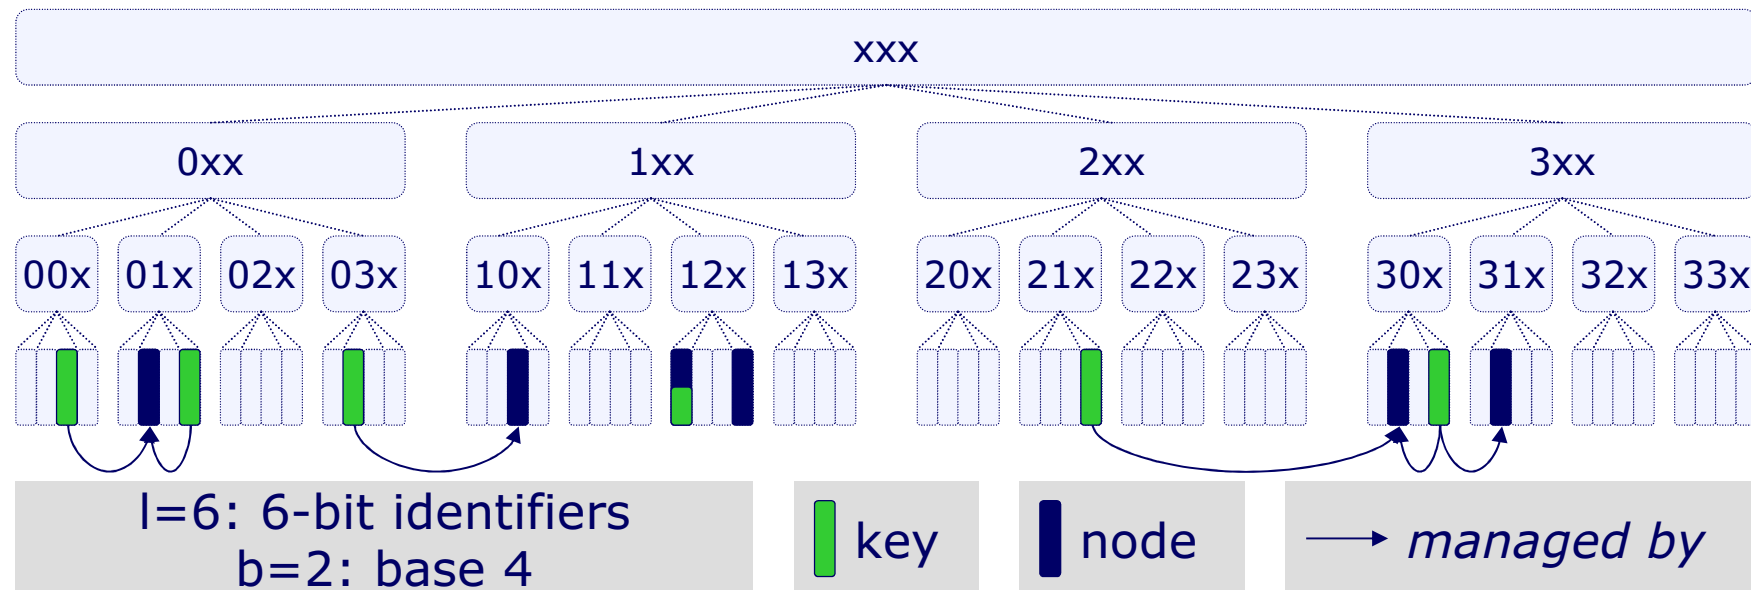 xxx
0xx 1xx 2xx 3xx
00x 01x 02x 03x 10x 11x 12x 13x 20x 21x 22x 23x 30x 31x 32x 33x
l=6: 6-bit identifiers
b=2: base 4
key
node
managed by